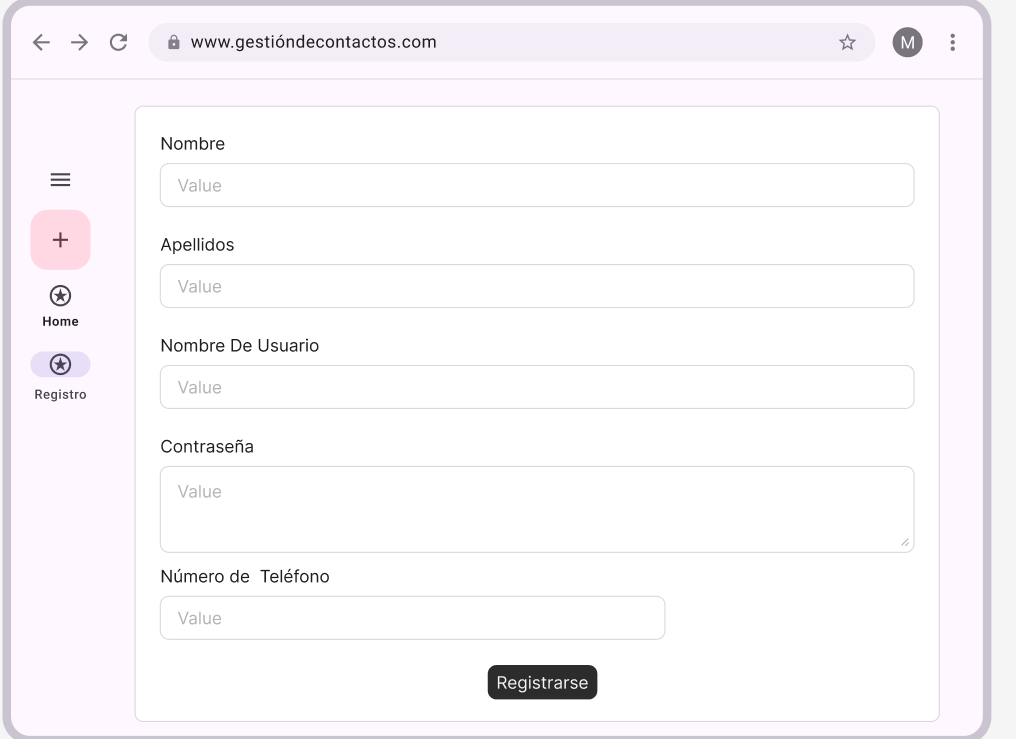 www.gestióndecontactos.com
M
Nombre
Value
Apellidos
Value
Home
Nombre De Usuario
Value
Registro
Contraseña
Value
Número de  Teléfono
Value
Registrarse